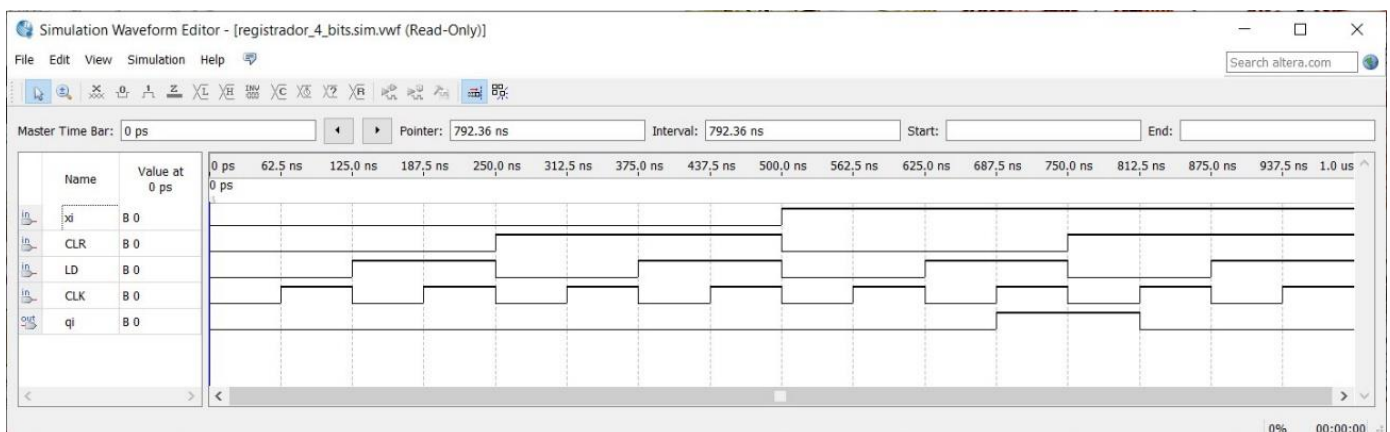 Simulation Waveform Editor - [registrador_4_bits.sim.vwf (Read-Only)]
File Edit View Simulation Help
Search altera.com
Master Time Bar: 0 ps Pointer: 792.36 ns Interval: 792.36 ns Start: End:
Name Value at 0 ps
0 ps 62.5 ns 125.0 ns 187.5 ns 250.0 ns 312.5 ns 375.0 ns 437.5 ns 500.0 ns 562.5 ns 625.0 ns 687.5 ns 750.0 ns 812.5 ns 875.0 ns 937.5 ns 1.0 us
0 ps
in xi B 0
in CLR B 0
in LD B 0
in CLK B 0
out qi B 0
0% 00:00:00